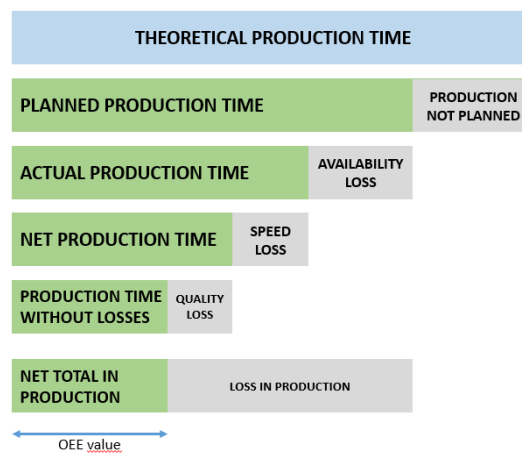 THEORETICAL PRODUCTION TIME
PLANNED PRODUCTION TIME
PRODUCTION
NOT PLANNED
ACTUAL PRODUCTION TIME
AVAILABILITY
LOSS
NET PRODUCTION TIME
SPEED
LOSS
PRODUCTION TIME
WITHOUT LOSSES
QUALITY
LOSS
NET TOTAL IN
PRODUCTION
LOSS IN PRODUCTION
OEE value